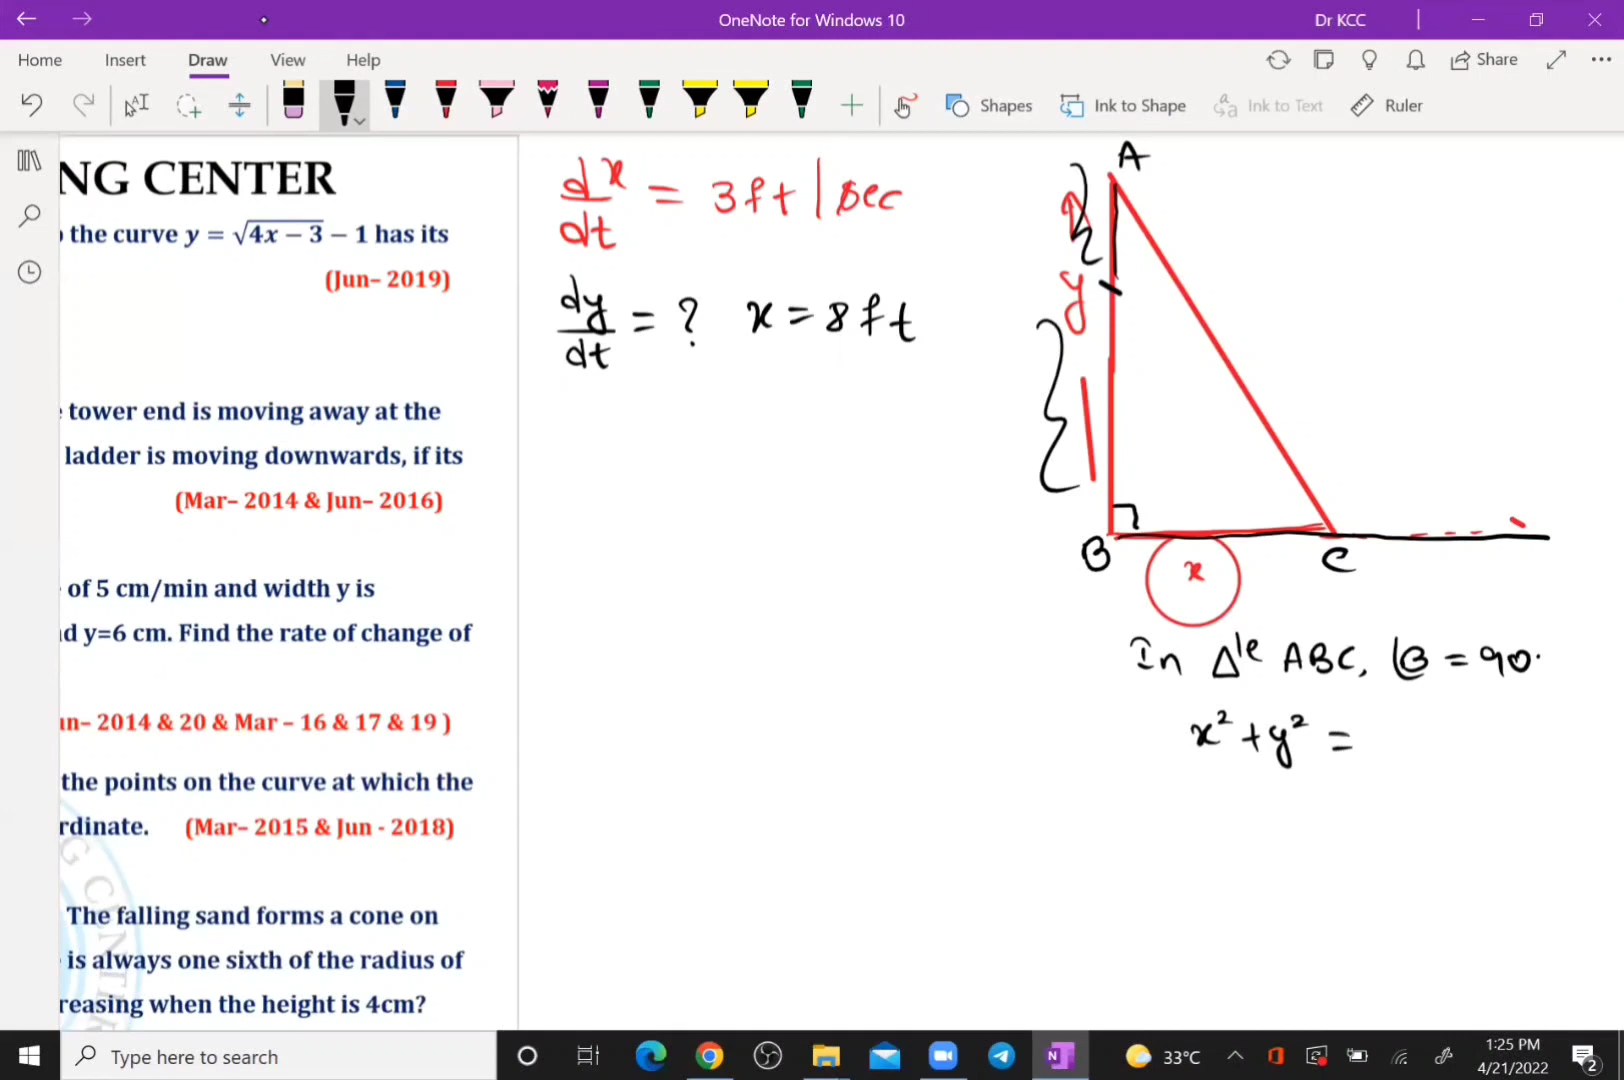 OneNote for Windows 10
Dr KCC
Home Insert Draw View Help
Share
Shapes Ink to Shape Ink to Text Ruler
NG CENTER
the curve y = √4x − 3 − 1 has its
(Jun– 2019)
tower end is moving away at the
ladder is moving downwards, if its
(Mar– 2014 & Jun– 2016)
of 5 cm/min and width y is
d y=6 cm. Find the rate of change of
n– 2014 & 20 & Mar – 16 & 17 & 19 )
the points on the curve at which the
rdinate. (Mar– 2015 & Jun - 2018)
The falling sand forms a cone on
is always one sixth of the radius of
reasing when the height is 4cm?
dx/dt = 3ft|sec
dy/dt = ? x = 8ft
A
y
B
C
x
In Δle ABC, ∠B = 90°
x² + y² =
Type here to search
33°C
1:25 PM
4/21/2022
2